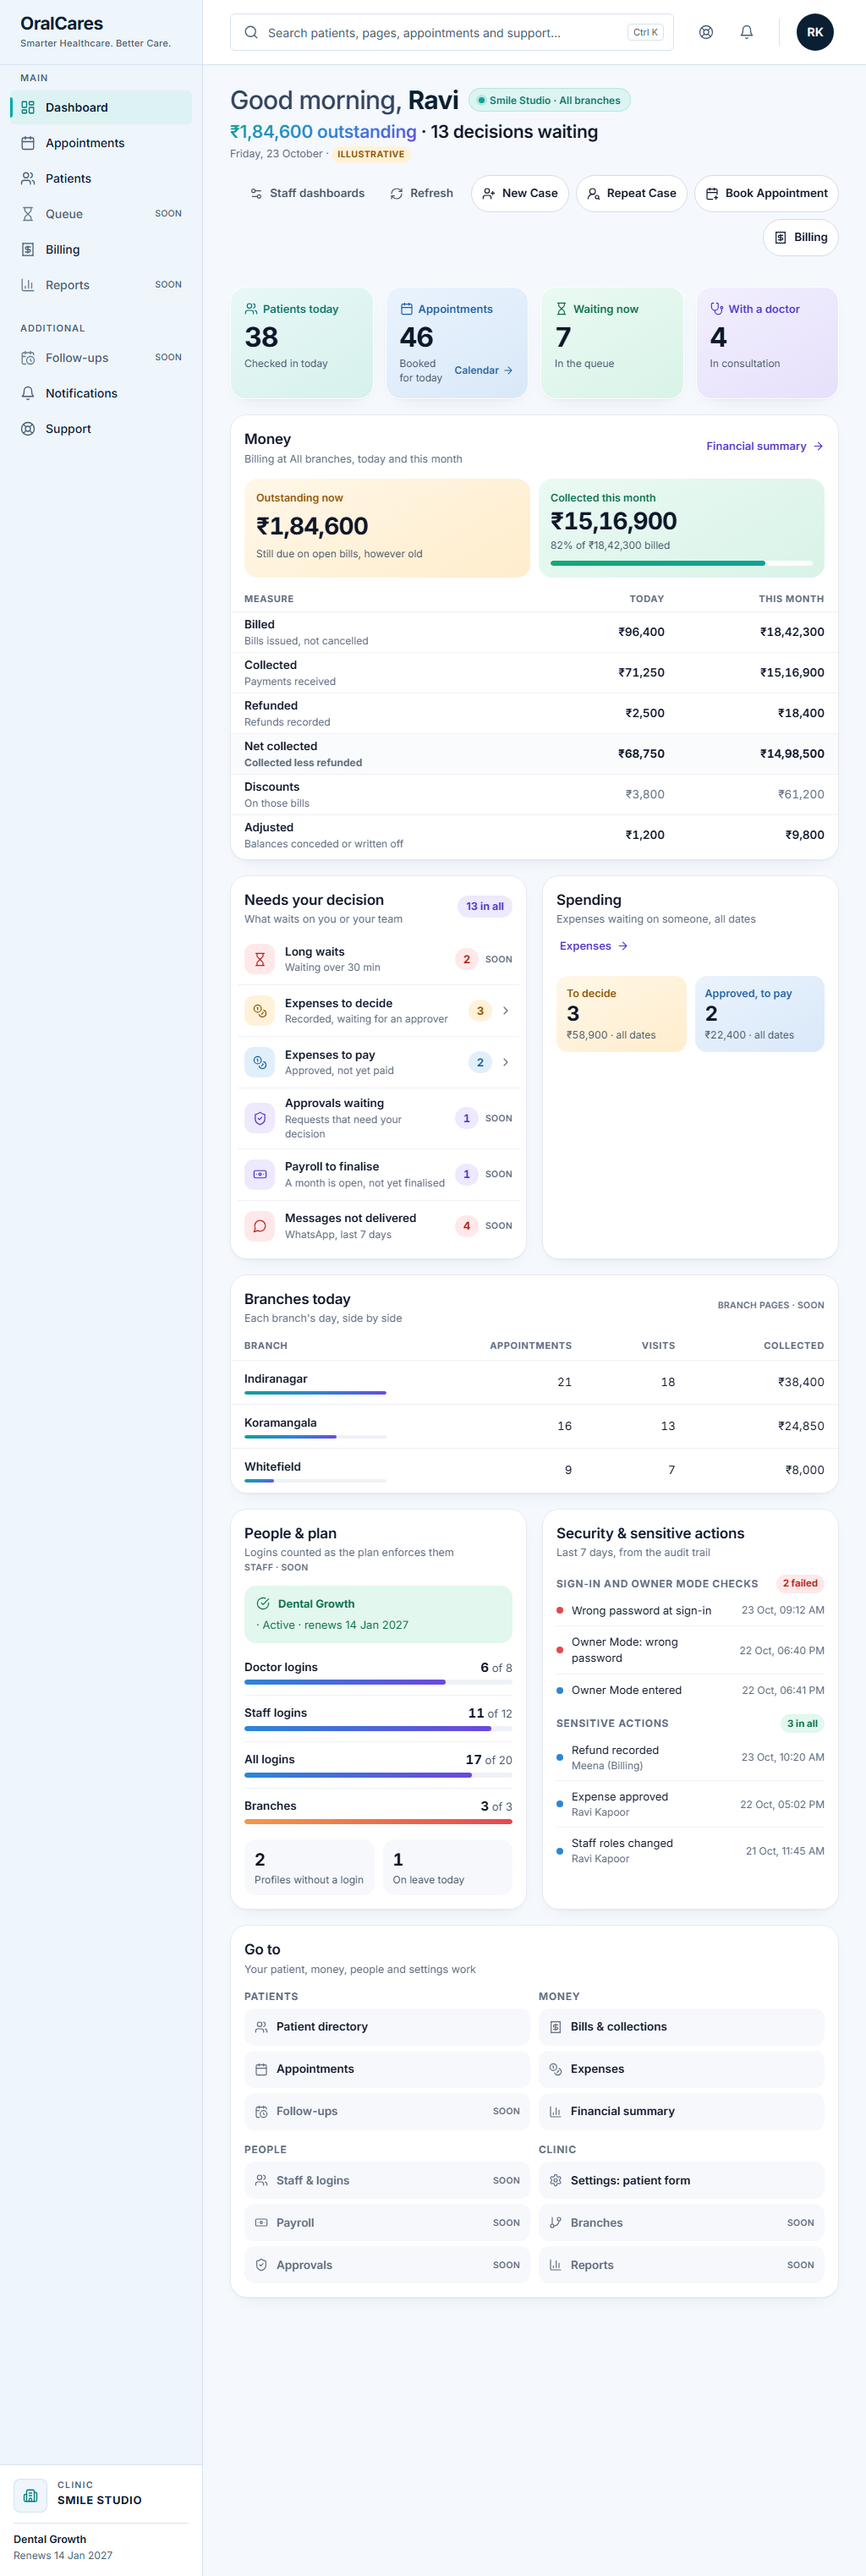 OralCares
Smarter Healthcare. Better Care.
MAIN
Dashboard
Appointments
Patients
Queue SOON
Billing
Reports SOON
ADDITIONAL
Follow-ups SOON
Notifications
Support
Search patients, pages, appointments and support... Ctrl K
RK
Good morning, Ravi Smile Studio · All branches
₹1,84,600 outstanding · 13 decisions waiting
Friday, 23 October · ILLUSTRATIVE
Staff dashboards Refresh New Case Repeat Case Book Appointment
Billing
Patients today
38
Checked in today
Appointments
46
Booked
for today
Calendar →
Waiting now
7
In the queue
With a doctor
4
In consultation
Money
Billing at All branches, today and this month
Financial summary →
Outstanding now
₹1,84,600
Still due on open bills, however old
Collected this month
₹15,16,900
82% of ₹18,42,300 billed
MEASURE TODAY THIS MONTH
Billed
Bills issued, not cancelled
₹96,400 ₹18,42,300
Collected
Payments received
₹71,250 ₹15,16,900
Refunded
Refunds recorded
₹2,500 ₹18,400
Net collected
Collected less refunded
₹68,750 ₹14,98,500
Discounts
On those bills
₹3,800 ₹61,200
Adjusted
Balances conceded or written off
₹1,200 ₹9,800
Needs your decision
What waits on you or your team
13 in all
Long waits
Waiting over 30 min
2 SOON
Expenses to decide
Recorded, waiting for an approver
3
Expenses to pay
Approved, not yet paid
2
Approvals waiting
Requests that need your
decision
1 SOON
Payroll to finalise
A month is open, not yet finalised
1 SOON
Messages not delivered
WhatsApp, last 7 days
4 SOON
Spending
Expenses waiting on someone, all dates
Expenses →
To decide
3
₹58,900 · all dates
Approved, to pay
2
₹22,400 · all dates
Branches today
Each branch's day, side by side
BRANCH PAGES · SOON
BRANCH APPOINTMENTS VISITS COLLECTED
Indiranagar 21 18 ₹38,400
Koramangala 16 13 ₹24,850
Whitefield 9 7 ₹8,000
People & plan
Logins counted as the plan enforces them
STAFF · SOON
Dental Growth
· Active · renews 14 Jan 2027
Doctor logins 6 of 8
Staff logins 11 of 12
All logins 17 of 20
Branches 3 of 3
2
Profiles without a login
1
On leave today
Security & sensitive actions
Last 7 days, from the audit trail
SIGN-IN AND OWNER MODE CHECKS 2 failed
Wrong password at sign-in 23 Oct, 09:12 AM
Owner Mode: wrong
password
22 Oct, 06:40 PM
Owner Mode entered 22 Oct, 06:41 PM
SENSITIVE ACTIONS 3 in all
Refund recorded
Meena (Billing)
23 Oct, 10:20 AM
Expense approved
Ravi Kapoor
22 Oct, 05:02 PM
Staff roles changed
Ravi Kapoor
21 Oct, 11:45 AM
Go to
Your patient, money, people and settings work
PATIENTS
Patient directory
Appointments
Follow-ups SOON
MONEY
Bills & collections
Expenses
Financial summary
PEOPLE
Staff & logins SOON
Payroll SOON
Approvals SOON
CLINIC
Settings: patient form
Branches SOON
Reports SOON
CLINIC
SMILE STUDIO
Dental Growth
Renews 14 Jan 2027